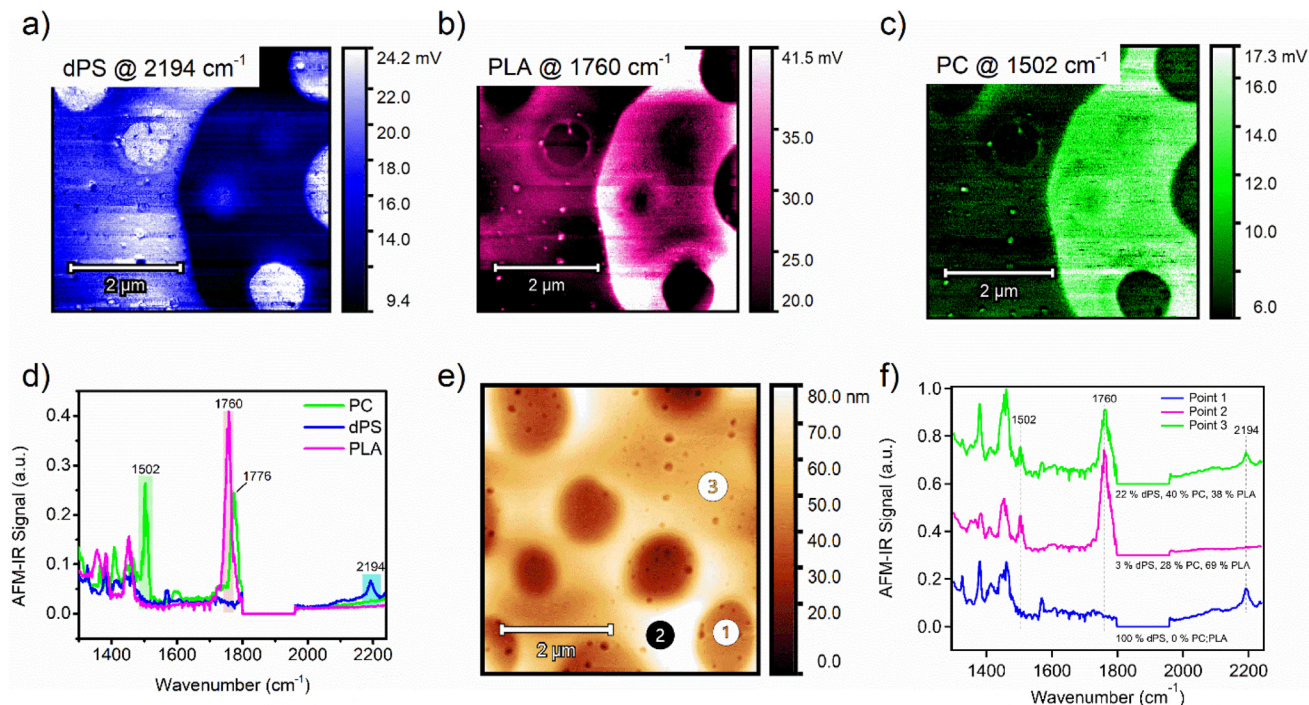 a)
dPS @ 2194 cm⁻¹
24.2 mV
22.0
20.0
18.0
16.0
14.0
9.4
2 µm
b)
PLA @ 1760 cm⁻¹
41.5 mV
35.0
30.0
25.0
20.0
2 µm
c)
PC @ 1502 cm⁻¹
17.3 mV
16.0
14.0
12.0
10.0
6.0
2 µm
d)
AFM-IR Signal (a.u.)
0.4
0.3
0.2
0.1
0.0
1502
1760
1776
2194
PC
dPS
PLA
1400 1600 1800 2000 2200
Wavenumber (cm⁻¹)
e)
80.0 nm
70.0
60.0
50.0
40.0
30.0
20.0
0.0
3
2
1
2 µm
f)
AFM-IR Signal (a.u.)
1.0
0.8
0.6
0.4
0.2
0.0
1502
1760
2194
Point 1
Point 2
Point 3
22 % dPS, 40 % PC, 38 % PLA
3 % dPS, 28 % PC, 69 % PLA
100 % dPS, 0 % PC;PLA
1400 1600 1800 2000 2200
Wavenumber (cm⁻¹)